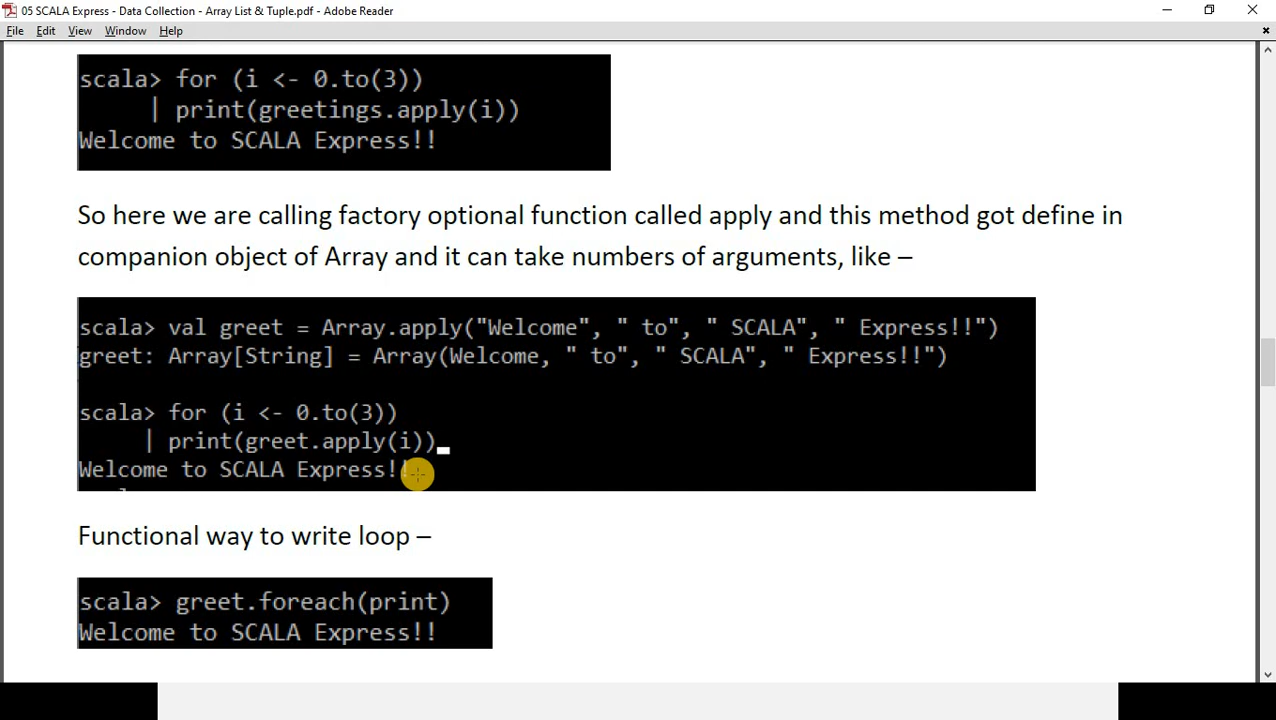 05 SCALA Express - Data Collection - Array List & Tuple.pdf - Adobe Reader
File Edit View Window Help
scala> for (i <- 0.to(3))
| print(greetings.apply(i))
Welcome to SCALA Express!!
So here we are calling factory optional function called apply and this method got define in
companion object of Array and it can take numbers of arguments, like –
scala> val greet = Array.apply("Welcome", " to", " SCALA", " Express!!")
greet: Array[String] = Array(Welcome, " to", " SCALA", " Express!!")
scala> for (i <- 0.to(3))
| print(greet.apply(i))
Welcome to SCALA Express!!
Functional way to write loop –
scala> greet.foreach(print)
Welcome to SCALA Express!!